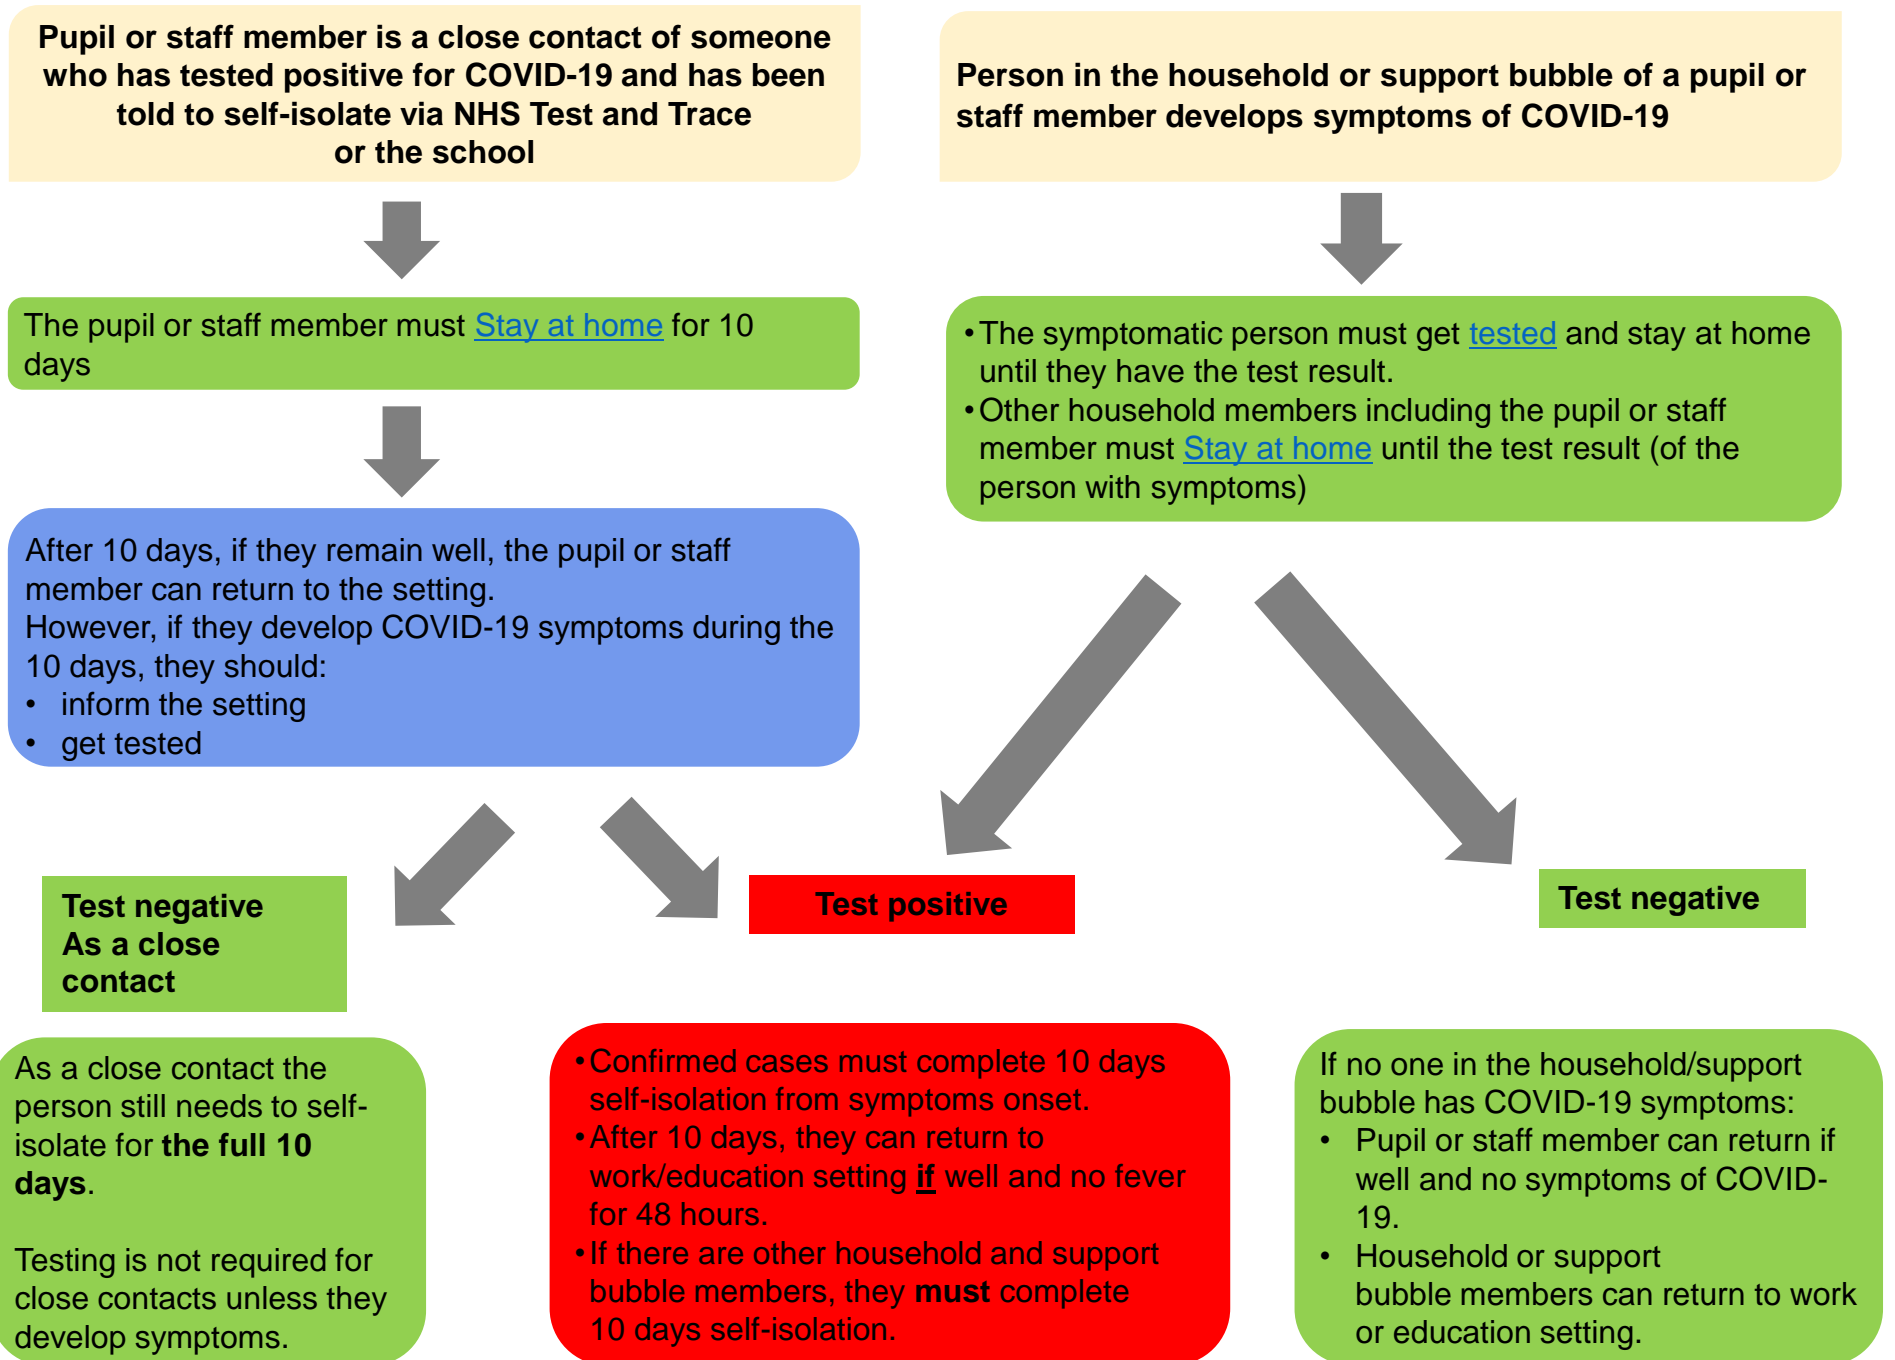 Pupil or staff member is a close contact of someone
who has tested positive for COVID-19 and has been
told to self-isolate via NHS Test and Trace
or the school
Person in the household or support bubble of a pupil or
staff member develops symptoms of COVID-19
The pupil or staff member must Stay at home for 10
days
• The symptomatic person must get tested and stay at home
until they have the test result.
• Other household members including the pupil or staff
member must Stay at home until the test result (of the
person with symptoms)
After 10 days, if they remain well, the pupil or staff
member can return to the setting.
However, if they develop COVID-19 symptoms during the
10 days, they should:
• inform the setting
• get tested
Test negative
As a close
contact
Test positive
Test negative
As a close contact the
person still needs to self-
isolate for the full 10
days.
Testing is not required for
close contacts unless they
develop symptoms.
• Confirmed cases must complete 10 days
self-isolation from symptoms onset.
• After 10 days, they can return to
work/education setting if well and no fever
for 48 hours.
• If there are other household and support
bubble members, they must complete
10 days self-isolation.
If no one in the household/support
bubble has COVID-19 symptoms:
• Pupil or staff member can return if
well and no symptoms of COVID-
19.
• Household or support
bubble members can return to work
or education setting.